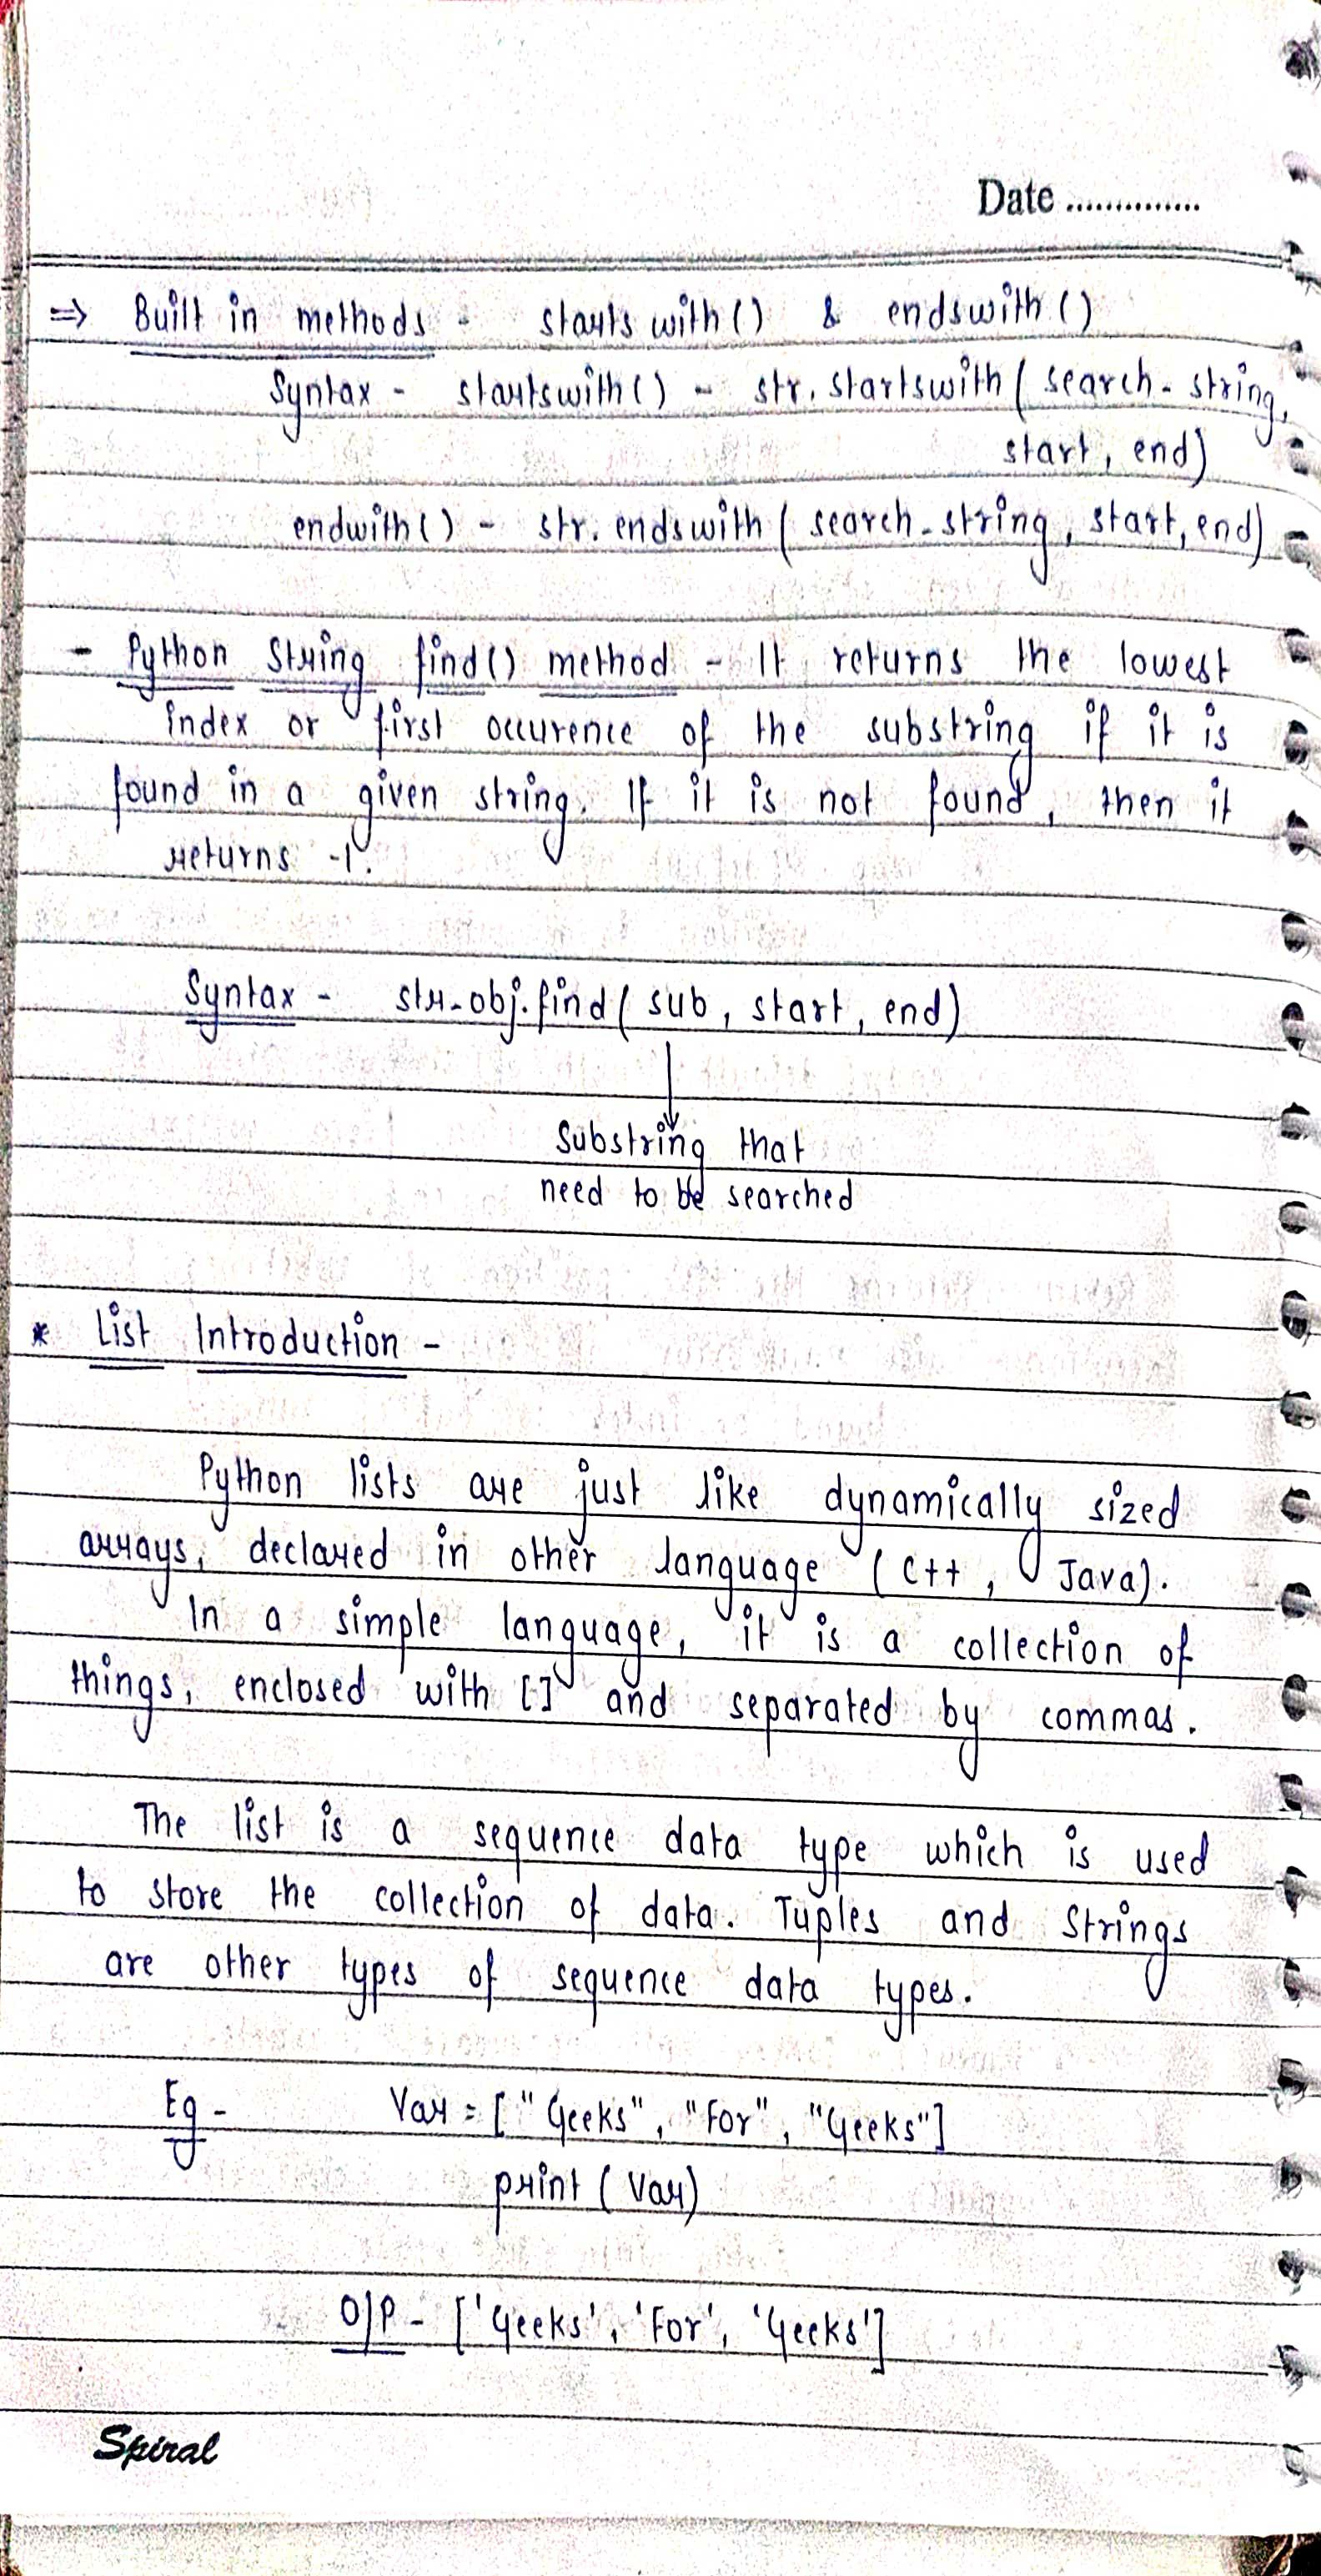 Date ..............
⇒ Built in methods - starts with () & endswith ()
Syntax - startswith () - str. startswith ( search - string,
start, end)
endwith () - str. endswith ( search - string, start, end)
- Python String find() method - It returns the lowest
index or first occurence of the substring if it is
found in a given string. If it is not found, then it
returns -1.
Syntax - str-obj.find ( sub, start, end)
↓
Substring that
need to be searched
* List Introduction -
Python lists are just like dynamically sized
arrays, declared in other language ( C++, Java).
In a simple language, it is a collection of
things, enclosed with [] and separated by commas.
The list is a sequence data type which is used
to store the collection of data. Tuples and Strings
are other types of sequence data types.
Eg - Var = [ "Geeks", "For", "Geeks"]
print ( Var)
O/P - ['Geeks', 'For', 'Geeks']
Spiral